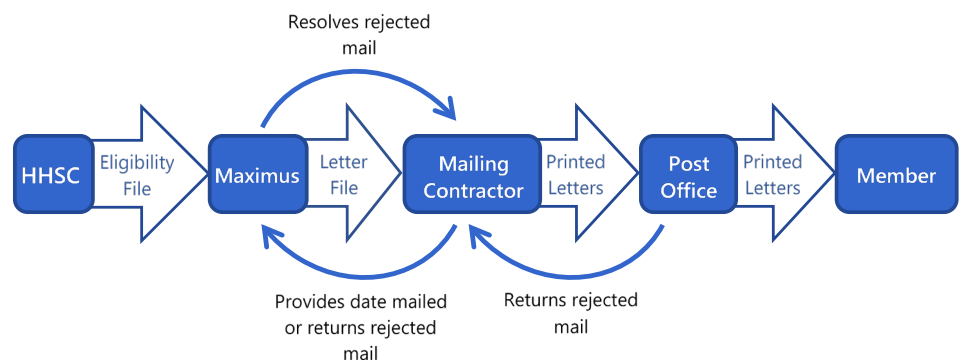 Resolves rejected
mail
HHSC
Eligibility
File
Maximus
Letter
File
Mailing
Contractor
Printed
Letters
Post
Office
Printed
Letters
Member
Provides date mailed
or returns rejected
mail
Returns rejected
mail